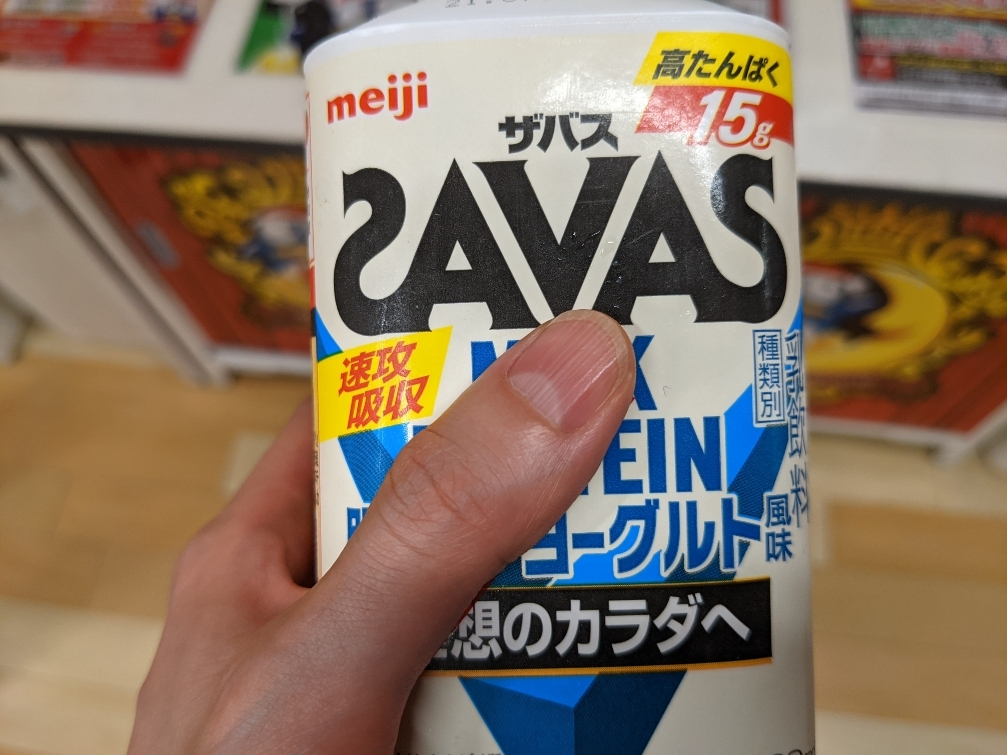 meiji
高たんぱく
15g
ザバス
SAVAS
速攻
吸収
種類別
乳飲料
EIN
ヨーグルト
風味
想のカラダへ